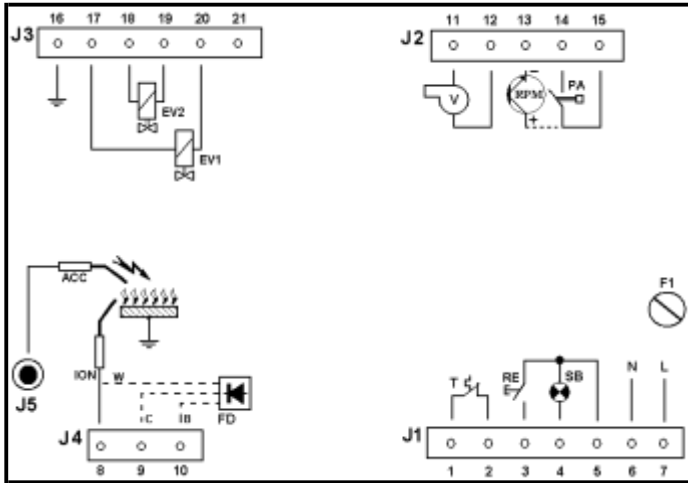 16 17 18 19 20 21
J3
EV2
EV1
11 12 13 14 15
J2
V
RPM
PA
− +
ACC
ION
W
J5
C
B
FD
J4
8 9 10
F1
T
RE
SB
N
L
J1
1 2 3 4 5 6 7